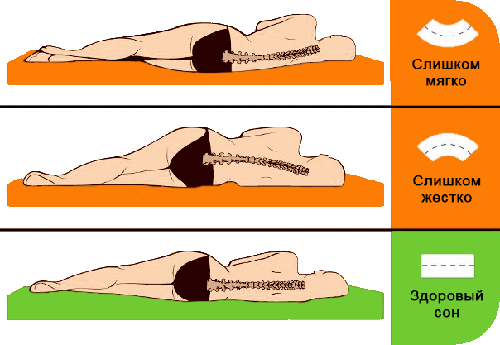 Слишком
мягко
Слишком
жестко
Здоровый
сон